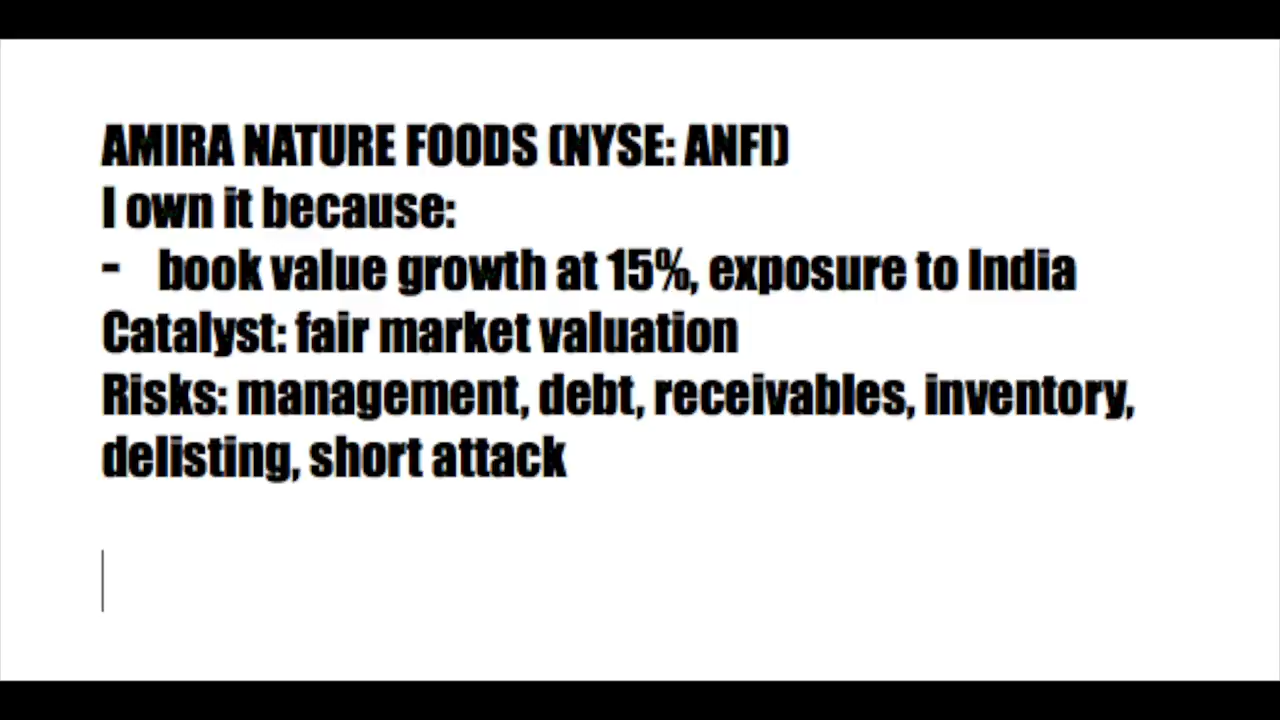 AMIRA NATURE FOODS (NYSE: ANFI)
I own it because:
- book value growth at 15%, exposure to India
Catalyst: fair market valuation
Risks: management, debt, receivables, inventory,
delisting, short attack